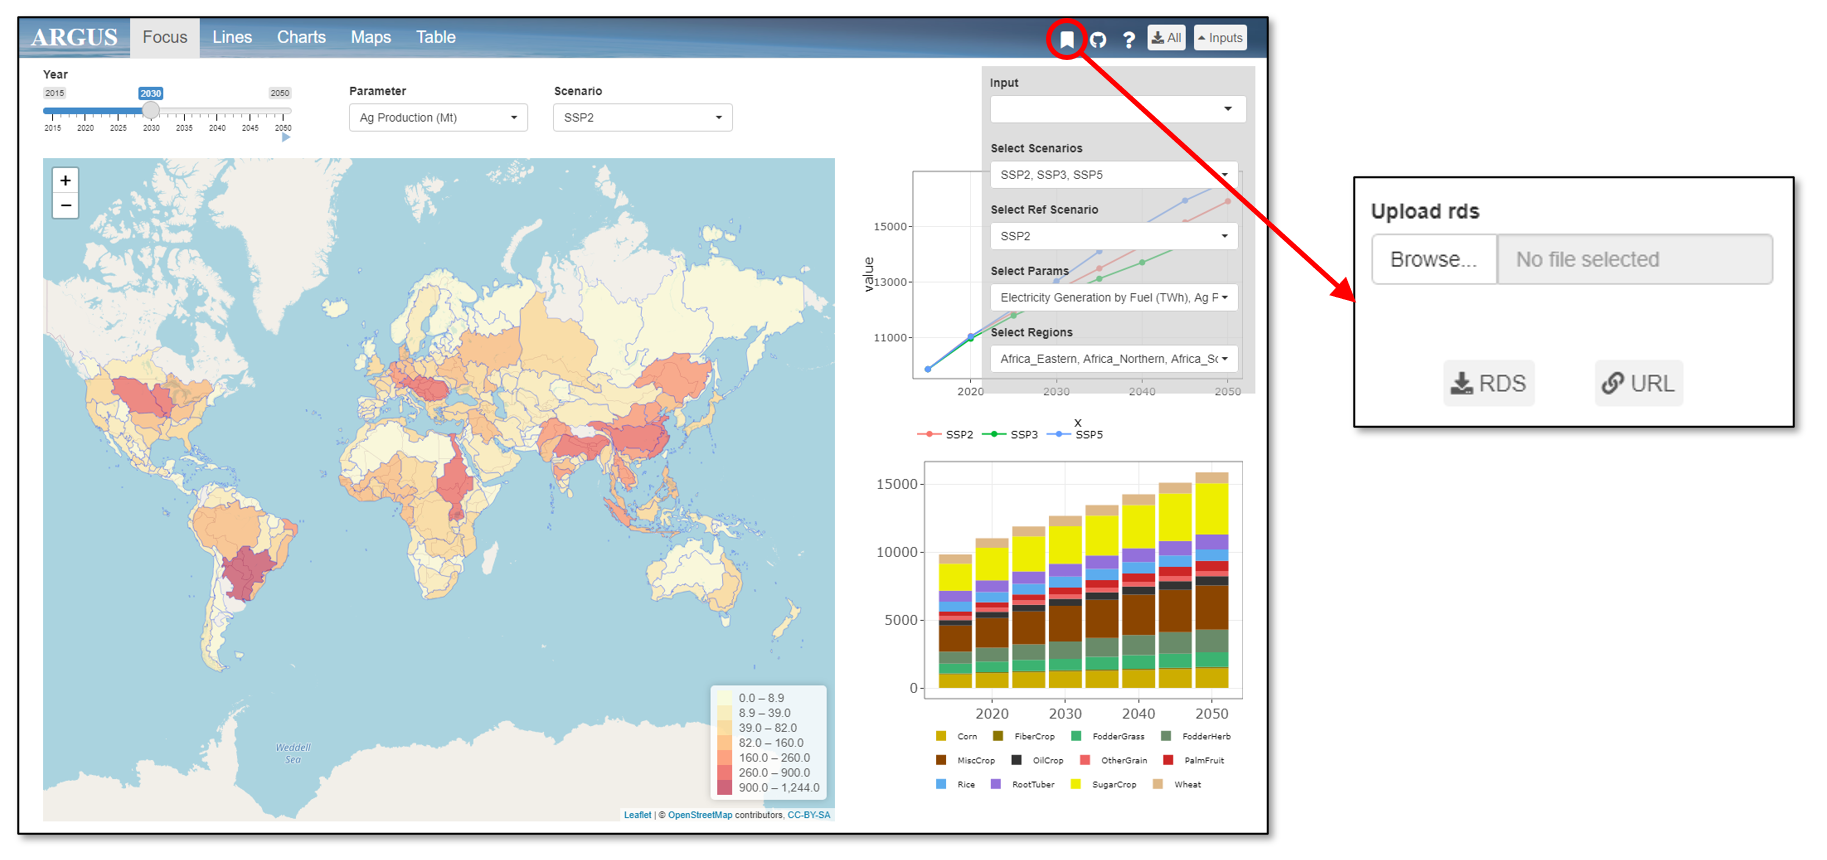 ARGUS Focus Lines Charts Maps Table ? All Inputs
Year
2015 2030 2050
2015 2020 2025 2030 2035 2040 2045 2050
Parameter
Ag Production (Mt)
Scenario
SSP2
+
−
Weddell
Sea
0.0 – 8.9
8.9 – 39.0
39.0 – 82.0
82.0 – 160.0
160.0 – 260.0
260.0 – 900.0
900.0 – 1,244.0
Leaflet | © OpenStreetMap contributors, CC-BY-SA
Input
Select Scenarios
SSP2, SSP3, SSP5
Select Ref Scenario
SSP2
Select Params
Electricity Generation by Fuel (TWh), Ag P
Select Regions
Africa_Eastern, Africa_Northern, Africa_So
value
15000
13000
11000
2020 2030 2040 2050
x
SSP2 SSP3 SSP5
15000
10000
5000
0
2020 2030 2040 2050
Corn FiberCrop FodderGrass FodderHerb
MiscCrop OilCrop OtherGrain PalmFruit
Rice RootTuber SugarCrop Wheat
Upload rds
Browse... No file selected
RDS URL